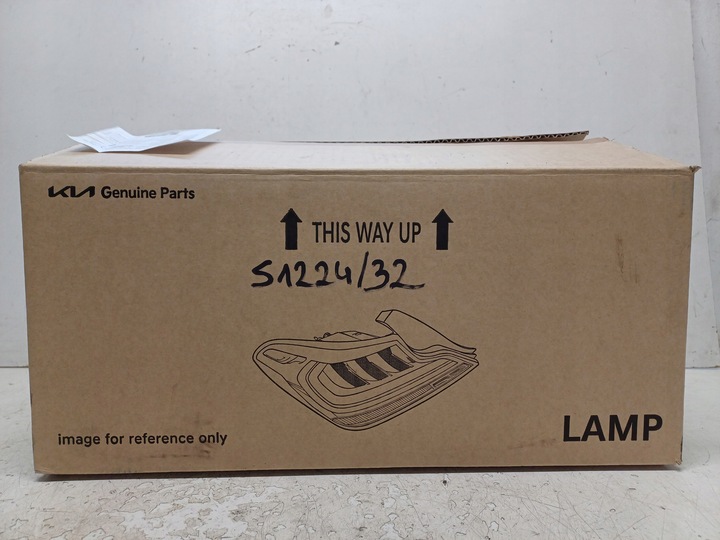 KIA Genuine Parts
THIS WAY UP
S1224/32
image for reference only
LAMP